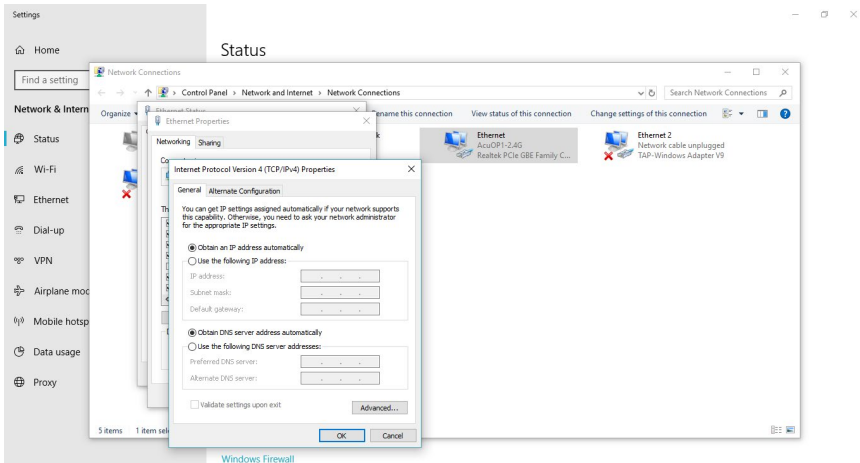 Settings
Home
Find a setting
Network & Intern
Status
Wi-Fi
Ethernet
Dial-up
VPN
Airplane mod
Mobile hotsp
Data usage
Proxy
Status
Network Connections
Control Panel > Network and Internet > Network Connections
Search Network Connections
Organize
ename this connection
View status of this connection
Change settings of this connection
Ethernet
AcuOP1-2.4G
Realtek PCIe GBE Family C...
Ethernet 2
Network cable unplugged
TAP-Windows Adapter V9
Ethernet Status
Ethernet Properties
Networking
Sharing
Co
Th
Internet Protocol Version 4 (TCP/IPv4) Properties
General
Alternate Configuration
You can get IP settings assigned automatically if your network supports
this capability. Otherwise, you need to ask your network administrator
for the appropriate IP settings.
Obtain an IP address automatically
Use the following IP address:
IP address:
Subnet mask:
Default gateway:
Obtain DNS server address automatically
Use the following DNS server addresses:
Preferred DNS server:
Alternate DNS server:
Validate settings upon exit
Advanced...
OK
Cancel
5 items
1 item sel
Windows Firewall